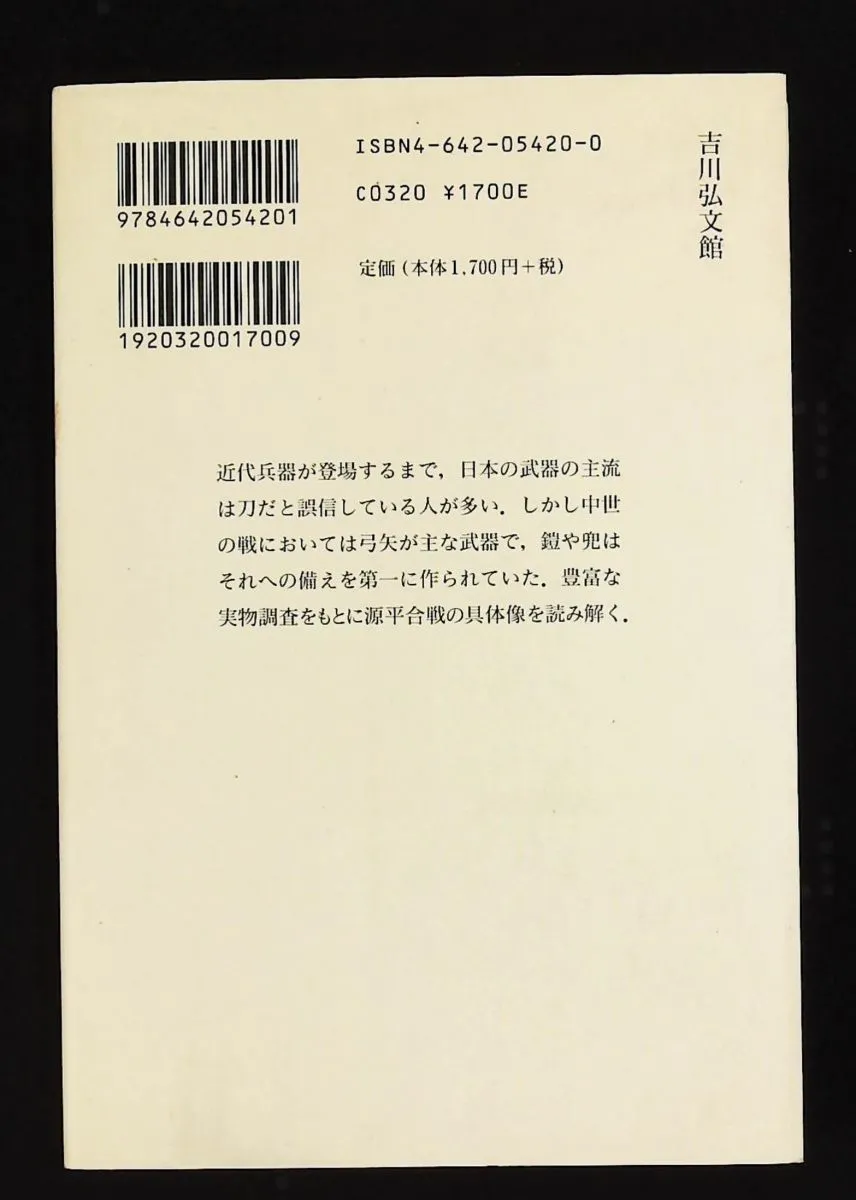 ISBN4-642-05420-0
C0320 ¥1700E
9784642054201
定価(本体1,700円+税)
1920320017009
吉川弘文館
近代兵器が登場するまで,日本の武器の主流
は刀だと誤信している人が多い.しかし中世
の戦においては弓矢が主な武器で,鎧や兜は
それへの備えを第一に作られていた.豊富な
実物調査をもとに源平合戦の具体像を読み解く.